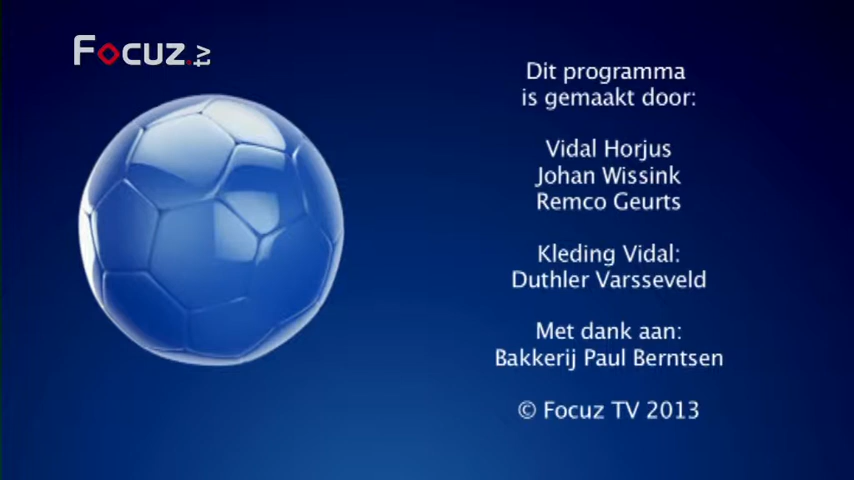 Focuz.tv
Dit programma
is gemaakt door:
Vidal Horjus
Johan Wissink
Remco Geurts
Kleding Vidal:
Duthler Varsseveld
Met dank aan:
Bakkerij Paul Berntsen
© Focuz TV 2013